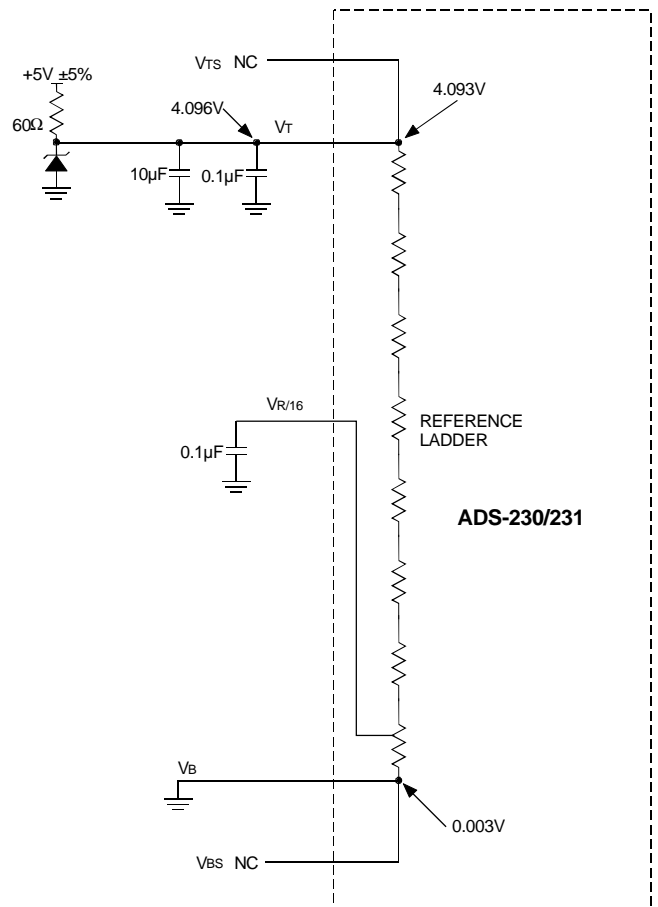 VTS NC
+5V ±5%
4.093V
4.096V
VT
60Ω
10µF
0.1µF
VR/16
REFERENCE
LADDER
0.1µF
ADS-230/231
VB
0.003V
VBS NC